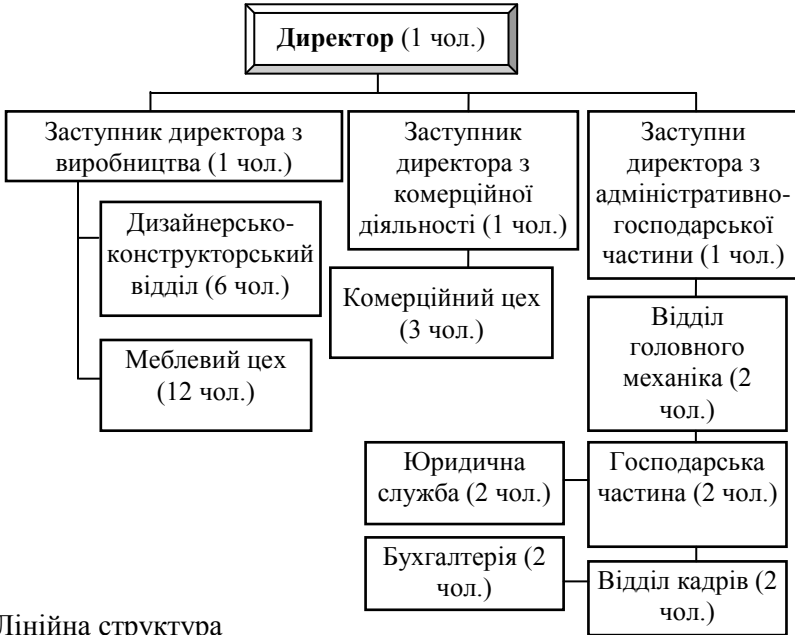 Директор (1 чол.)
Заступник директора з
виробництва (1 чол.)
Заступник
директора з
комерційної
діяльності (1 чол.)
Заступни
директора з
адміністративно-
господарської
частини (1 чол.)
Дизайнерсько-
конструкторський
відділ (6 чол.)
Комерційний цех
(3 чол.)
Відділ
головного
механіка (2
чол.)
Меблевий цех
(12 чол.)
Юридична
служба (2 чол.)
Господарська
частина (2 чол.)
Бухгалтерія (2
чол.)
Відділ кадрів (2
чол.)
Лінійна структура